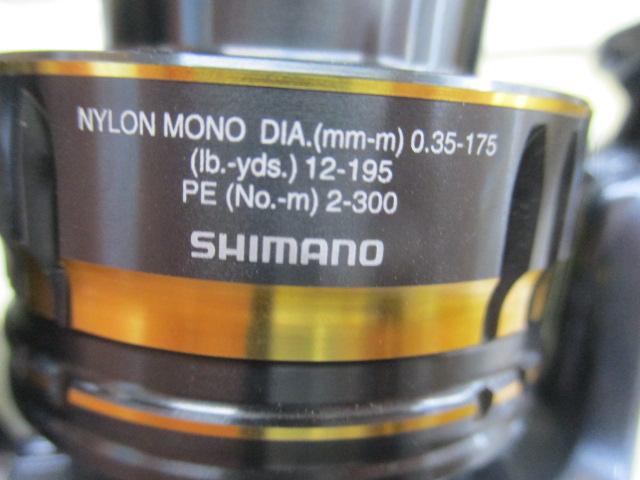 NYLON MONO DIA.(mm-m) 0.35-175
(lb.-yds.) 12-195
PE (No.-m) 2-300
SHIMANO